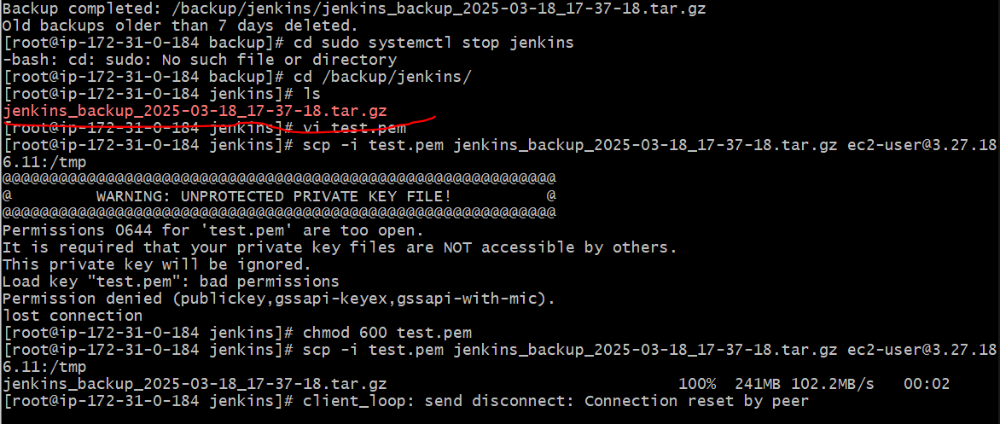 Backup completed: /backup/jenkins/jenkins_backup_2025-03-18_17-37-18.tar.gz
Old backups older than 7 days deleted.
[root@ip-172-31-0-184 backup]# cd sudo systemctl stop jenkins
-bash: cd: sudo: No such file or directory
[root@ip-172-31-0-184 backup]# cd /backup/jenkins/
[root@ip-172-31-0-184 jenkins]# ls
jenkins_backup_2025-03-18_17-37-18.tar.gz
[root@ip-172-31-0-184 jenkins]# vi test.pem
[root@ip-172-31-0-184 jenkins]# scp -i test.pem jenkins_backup_2025-03-18_17-37-18.tar.gz ec2-user@3.27.18
6.11:/tmp
@@@@@@@@@@@@@@@@@@@@@@@@@@@@@@@@@@@@@@@@@@@@@@@@@@@@@@@@@@@
@         WARNING: UNPROTECTED PRIVATE KEY FILE!          @
@@@@@@@@@@@@@@@@@@@@@@@@@@@@@@@@@@@@@@@@@@@@@@@@@@@@@@@@@@@
Permissions 0644 for 'test.pem' are too open.
It is required that your private key files are NOT accessible by others.
This private key will be ignored.
Load key "test.pem": bad permissions
Permission denied (publickey,gssapi-keyex,gssapi-with-mic).
lost connection
[root@ip-172-31-0-184 jenkins]# chmod 600 test.pem
[root@ip-172-31-0-184 jenkins]# scp -i test.pem jenkins_backup_2025-03-18_17-37-18.tar.gz ec2-user@3.27.18
6.11:/tmp
jenkins_backup_2025-03-18_17-37-18.tar.gz                               100%  241MB 102.2MB/s   00:02
[root@ip-172-31-0-184 jenkins]# client_loop: send disconnect: Connection reset by peer